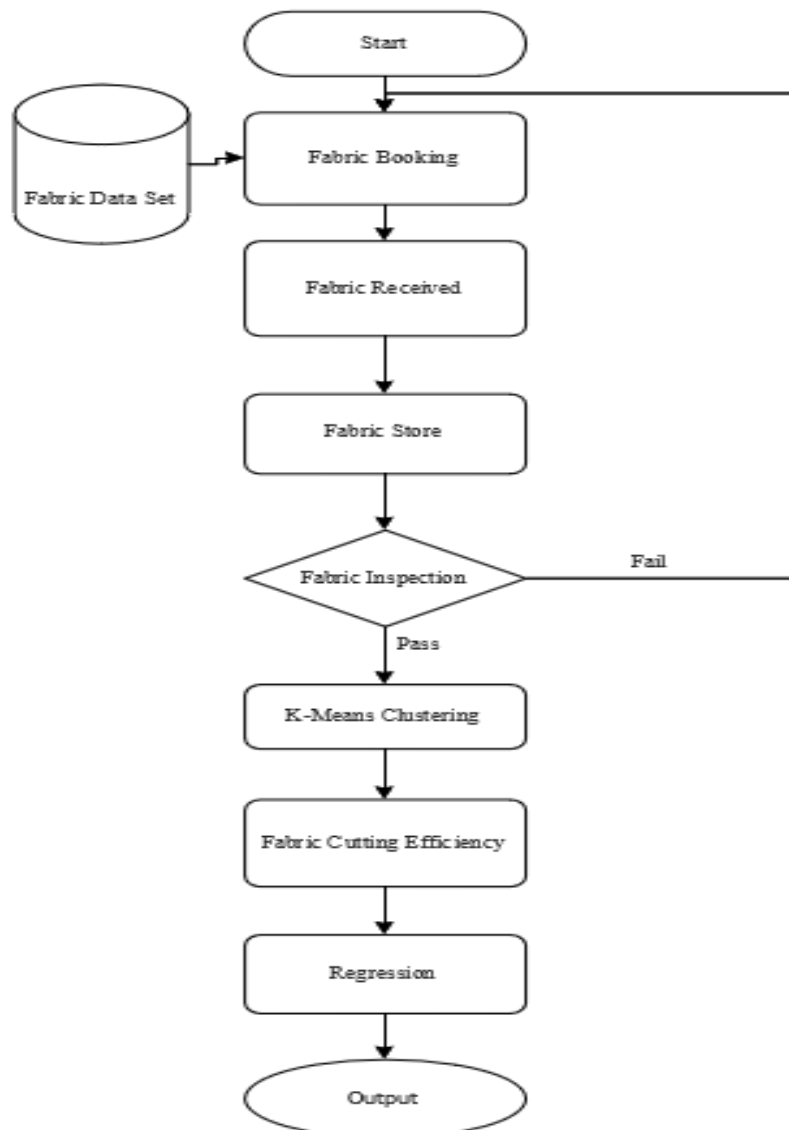 Start
Fabric Booking
Fabric Data Set
Fabric Received
Fabric Store
Fabric Inspection
Fail
Pass
K-Means Clustering
Fabric Cutting Efficiency
Regression
Output